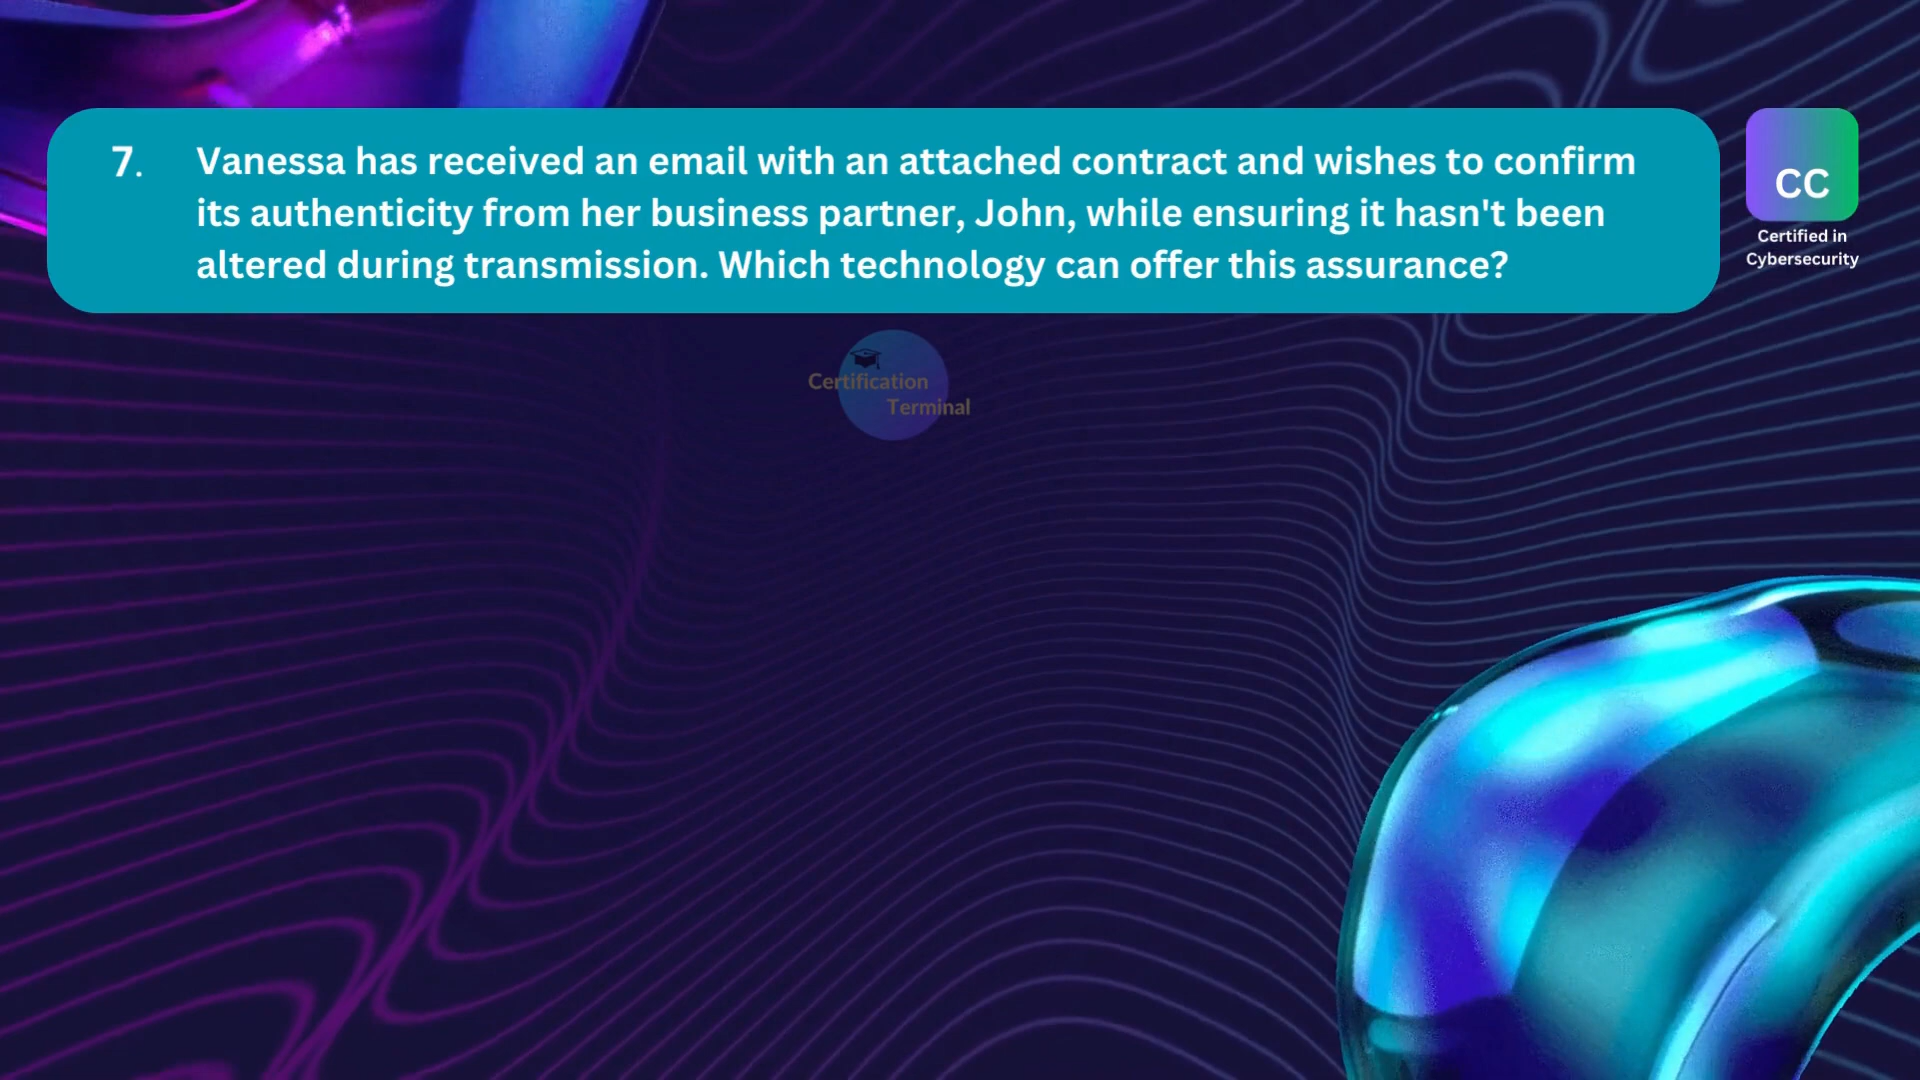 7. Vanessa has received an email with an attached contract and wishes to confirm
its authenticity from her business partner, John, while ensuring it hasn't been
altered during transmission. Which technology can offer this assurance?
CC
Certified in
Cybersecurity
Certification
Terminal